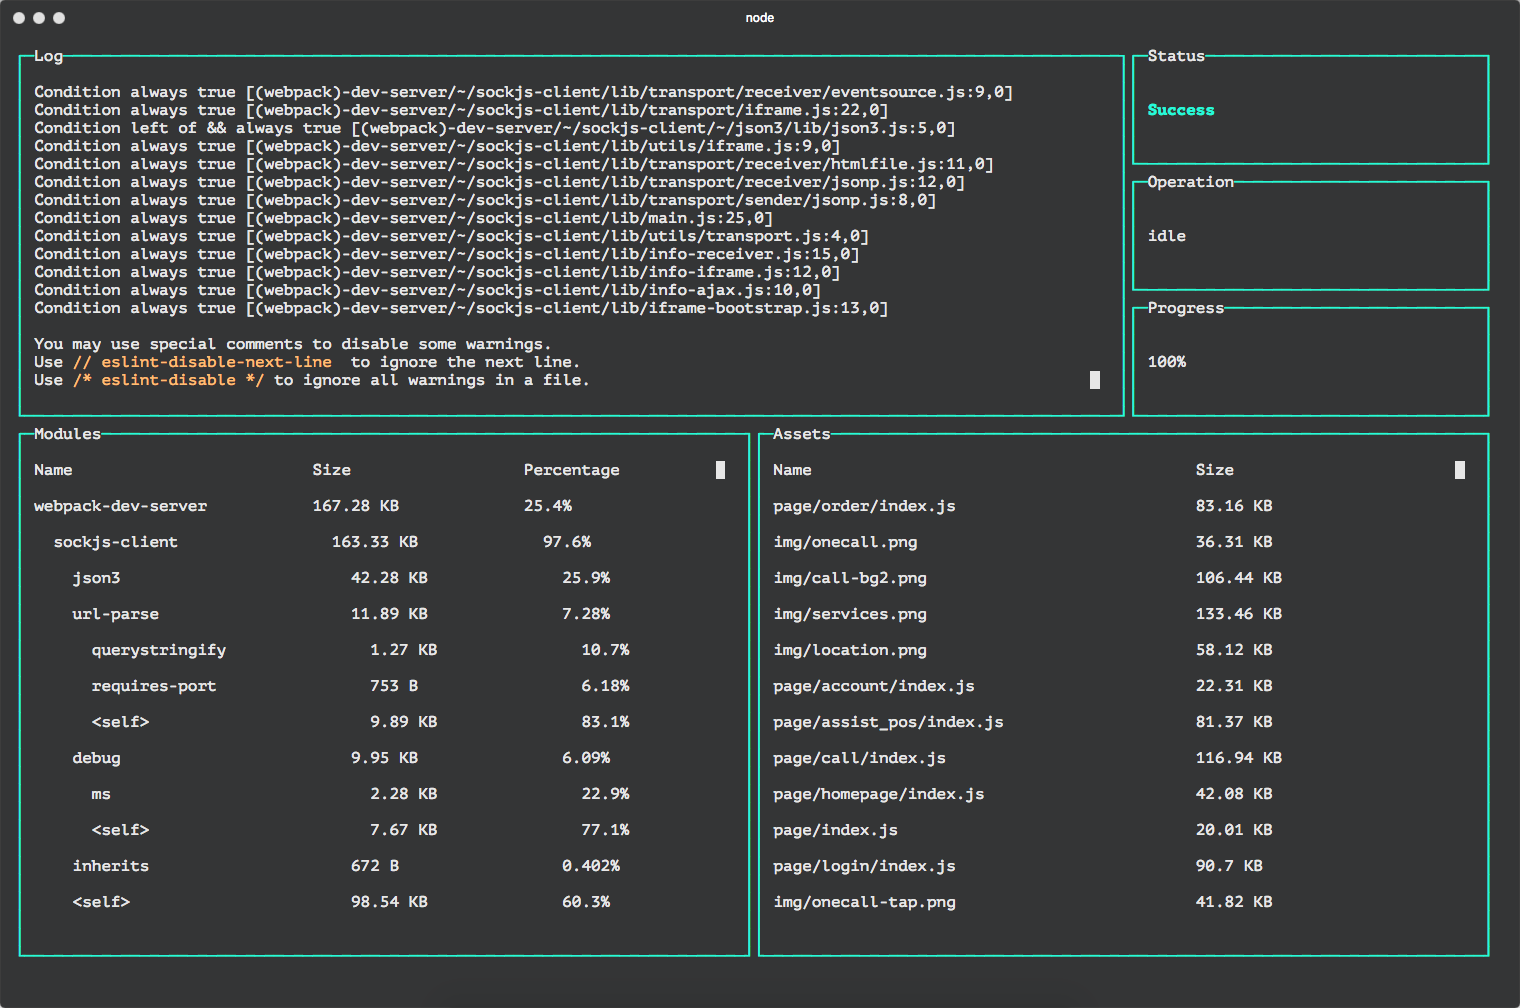 node
Log
Condition always true [(webpack)-dev-server/~/sockjs-client/lib/transport/receiver/eventsource.js:9,0]
Condition always true [(webpack)-dev-server/~/sockjs-client/lib/transport/iframe.js:22,0]
Condition left of && always true [(webpack)-dev-server/~/sockjs-client/~/json3/lib/json3.js:5,0]
Condition always true [(webpack)-dev-server/~/sockjs-client/lib/utils/iframe.js:9,0]
Condition always true [(webpack)-dev-server/~/sockjs-client/lib/transport/receiver/htmlfile.js:11,0]
Condition always true [(webpack)-dev-server/~/sockjs-client/lib/transport/receiver/jsonp.js:12,0]
Condition always true [(webpack)-dev-server/~/sockjs-client/lib/transport/sender/jsonp.js:8,0]
Condition always true [(webpack)-dev-server/~/sockjs-client/lib/main.js:25,0]
Condition always true [(webpack)-dev-server/~/sockjs-client/lib/utils/transport.js:4,0]
Condition always true [(webpack)-dev-server/~/sockjs-client/lib/info-receiver.js:15,0]
Condition always true [(webpack)-dev-server/~/sockjs-client/lib/info-iframe.js:12,0]
Condition always true [(webpack)-dev-server/~/sockjs-client/lib/info-ajax.js:10,0]
Condition always true [(webpack)-dev-server/~/sockjs-client/lib/iframe-bootstrap.js:13,0]
You may use special comments to disable some warnings.
Use // eslint-disable-next-line  to ignore the next line.
Use /* eslint-disable */ to ignore all warnings in a file.
Status
Success
Operation
idle
Progress
100%
Modules
Name Size Percentage
webpack-dev-server 167.28 KB 25.4%
sockjs-client 163.33 KB 97.6%
json3 42.28 KB 25.9%
url-parse 11.89 KB 7.28%
querystringify 1.27 KB 10.7%
requires-port 753 B 6.18%
<self> 9.89 KB 83.1%
debug 9.95 KB 6.09%
ms 2.28 KB 22.9%
<self> 7.67 KB 77.1%
inherits 672 B 0.402%
<self> 98.54 KB 60.3%
Assets
Name Size
page/order/index.js 83.16 KB
img/onecall.png 36.31 KB
img/call-bg2.png 106.44 KB
img/services.png 133.46 KB
img/location.png 58.12 KB
page/account/index.js 22.31 KB
page/assist_pos/index.js 81.37 KB
page/call/index.js 116.94 KB
page/homepage/index.js 42.08 KB
page/index.js 20.01 KB
page/login/index.js 90.7 KB
img/onecall-tap.png 41.82 KB